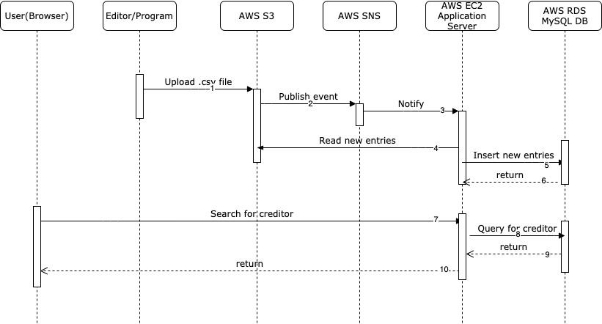 User(Browser)
Editor/Program
AWS S3
AWS SNS
AWS EC2
Application
Server
AWS RDS
MySQL DB
Upload .csv file
1
Publish event
2
Notify
3
Read new entries
4
Insert new entries
5
return
6
Search for creditor
7
Query for creditor
8
return
9
return
10